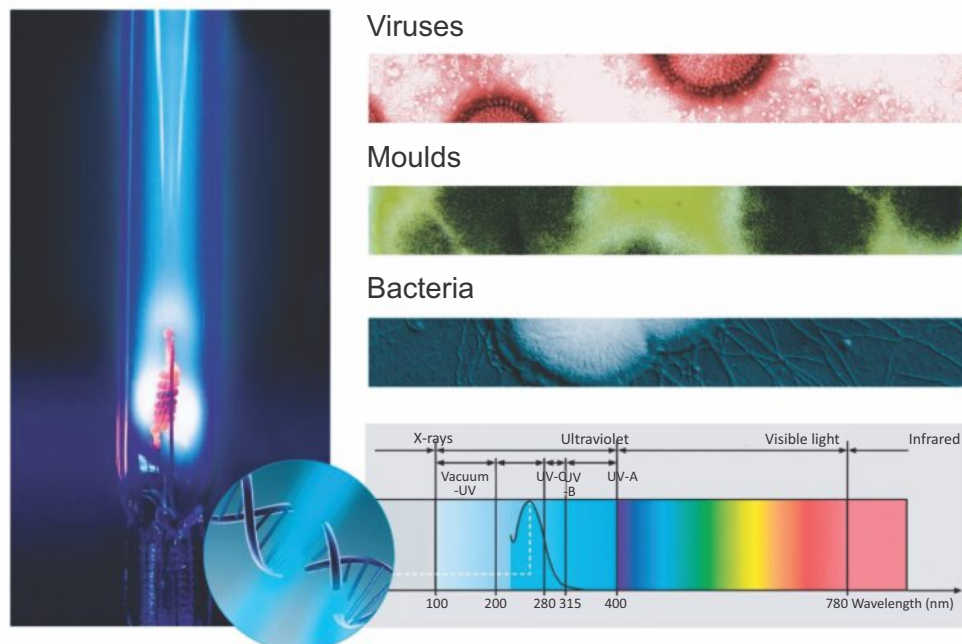 Viruses
Moulds
Bacteria
X-rays Ultraviolet Visible light Infrared
Vacuum
-UV
UV-C
UV
-B
UV-A
100 200 280 315 400 780 Wavelength (nm)